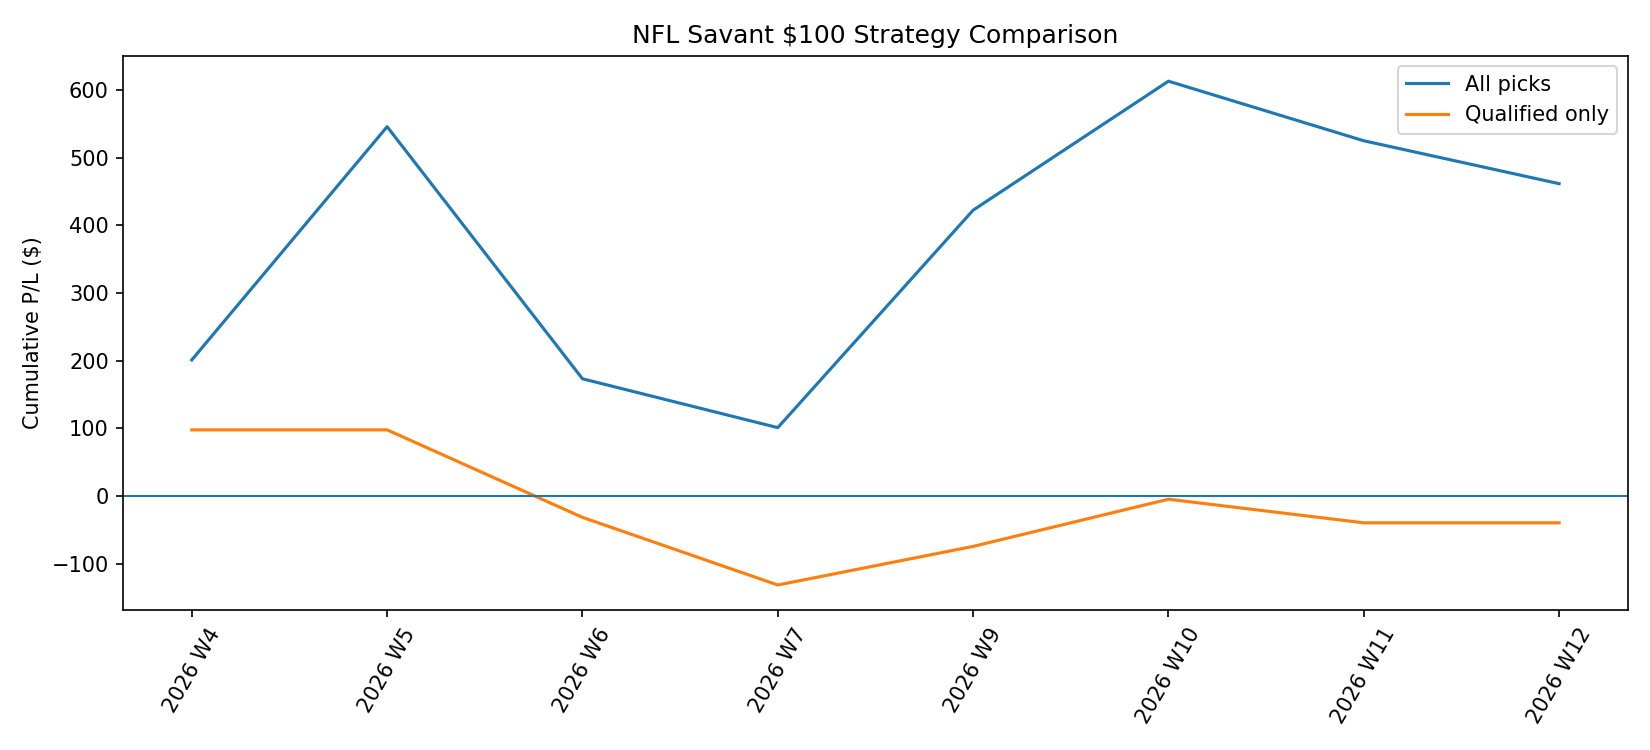 NFL Savant $100 Strategy Comparison
All picks
Qualified only
Cumulative P/L ($)
600
500
400
300
200
100
0
−100
2026 W4
2026 W5
2026 W6
2026 W7
2026 W9
2026 W10
2026 W11
2026 W12